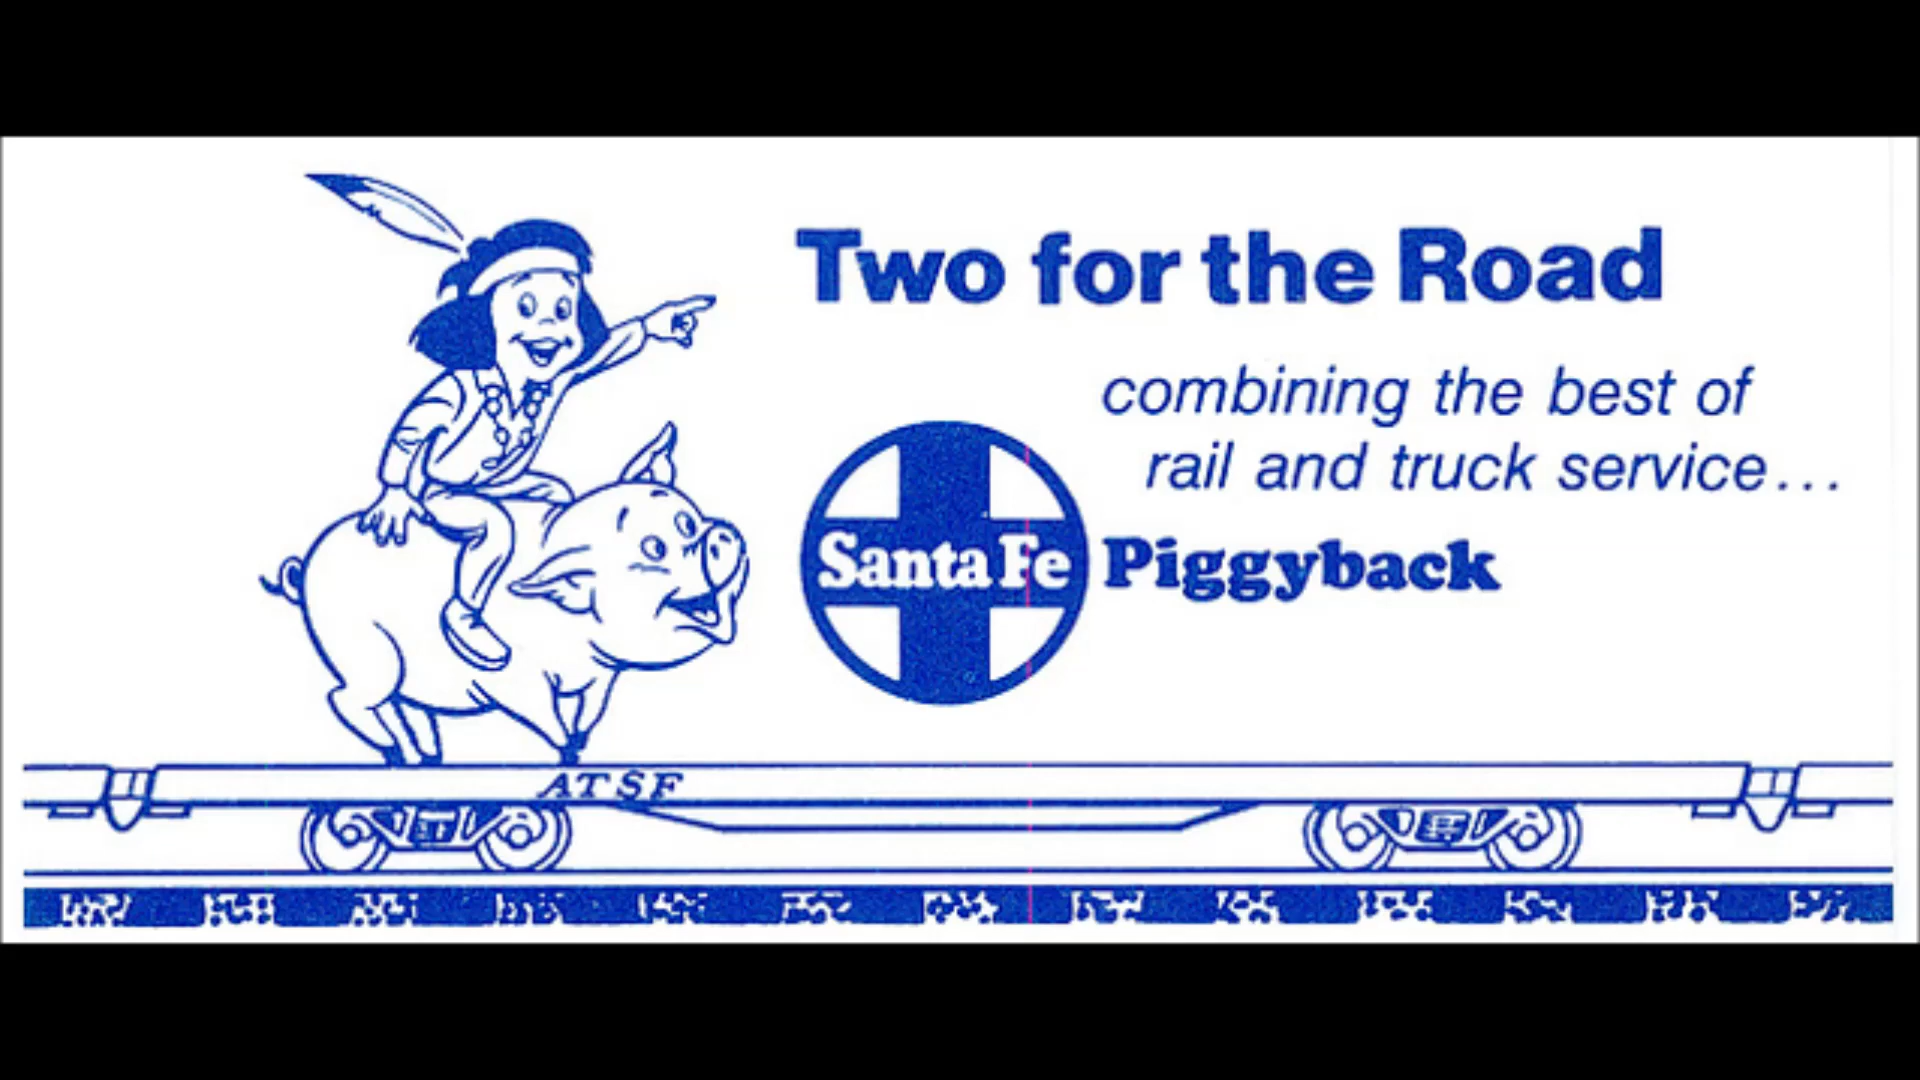 Two for the Road
combining the best of
rail and truck service...
Santa Fe Piggyback
ATSF